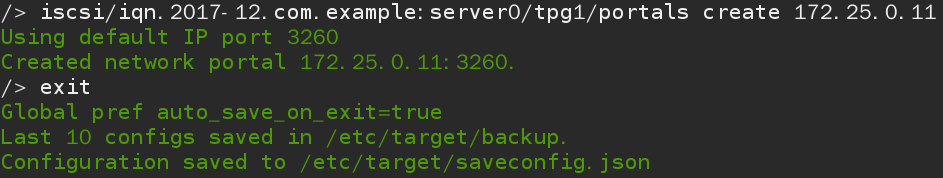 /> iscsi/iqn.2017-12.com.example:server0/tpg1/portals create 172.25.0.11
Using default IP port 3260
Created network portal 172.25.0.11:3260.
/> exit
Global pref auto_save_on_exit=true
Last 10 configs saved in /etc/target/backup.
Configuration saved to /etc/target/saveconfig.json